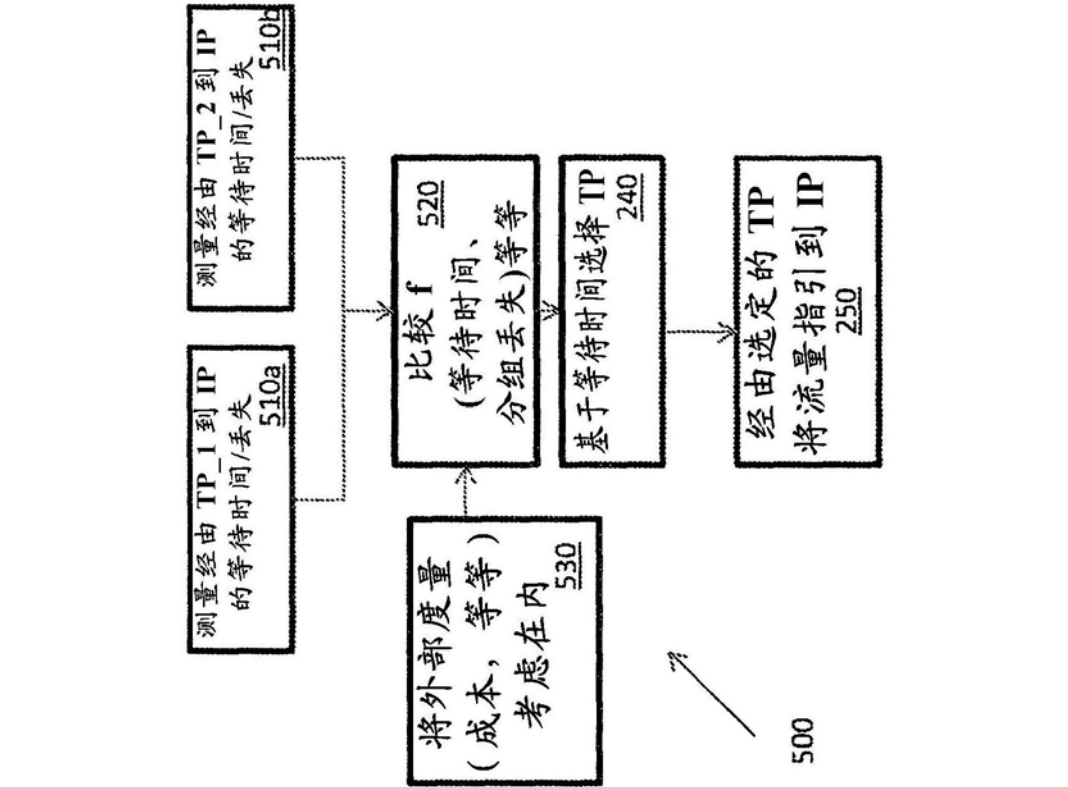 测量经由 TP_1 到 IP
的等待时间/丢失
510a
测量经由 TP_2 到 IP
的等待时间/丢失
510b
将外部度量
(成本，等等)
考虑在内
530
比较 f
(等待时间、
分组丢失)等等
520
基于等待时间选择 TP
240
经由选定的 TP
将流量指引到 IP
250
500